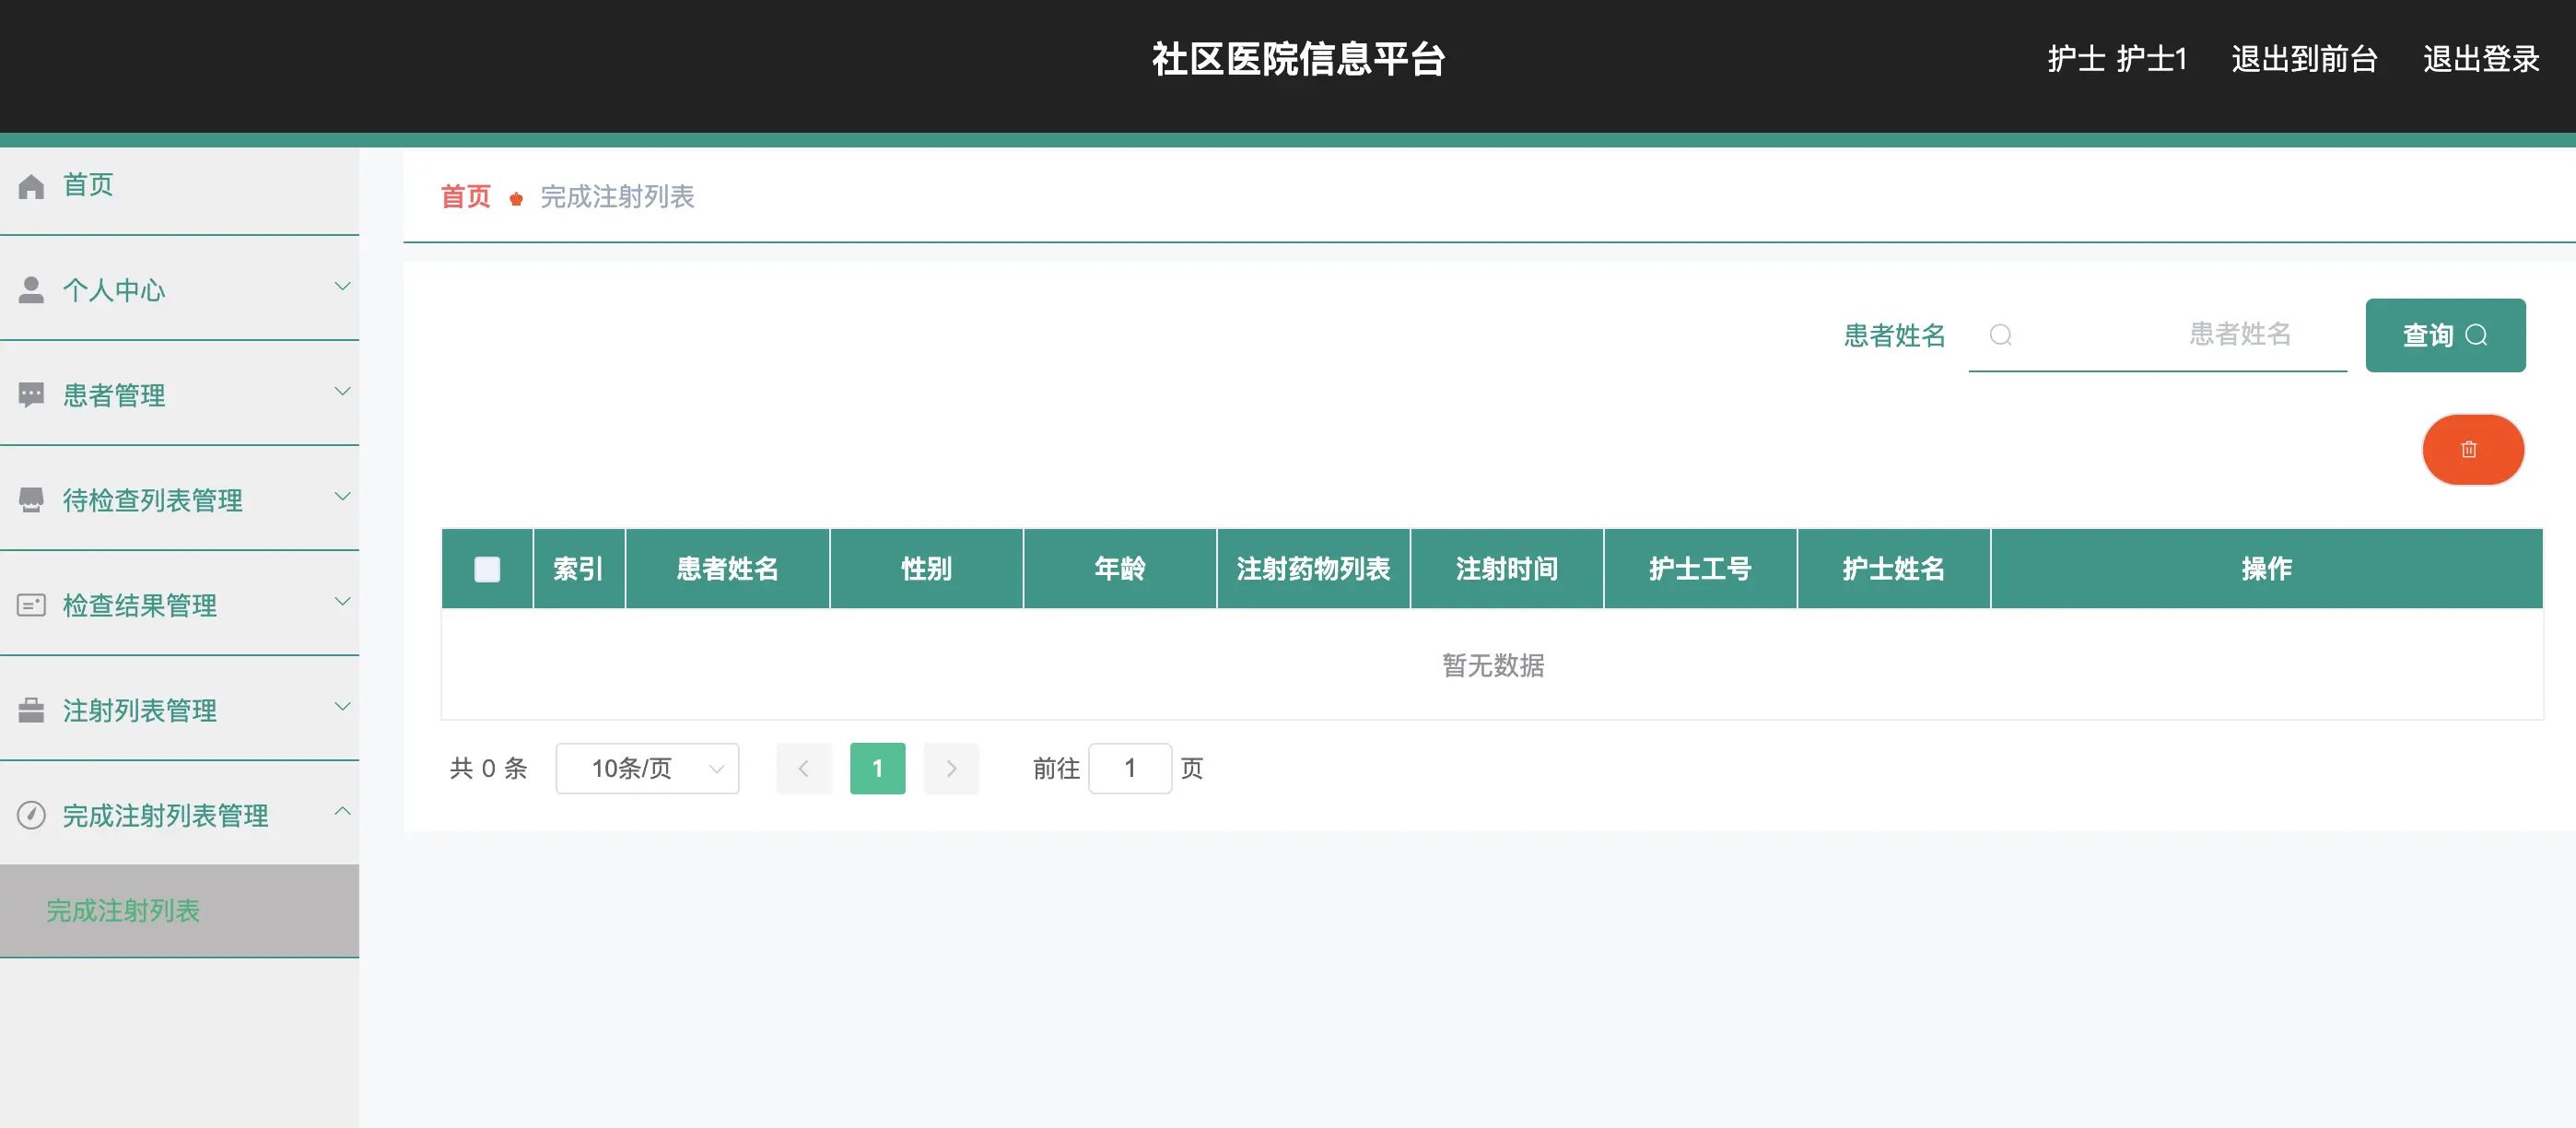 社区医院信息平台
护士 护士1 退出到前台 退出登录
首页
个人中心
患者管理
待检查列表管理
检查结果管理
注射列表管理
完成注射列表管理
完成注射列表
首页 完成注射列表
患者姓名 患者姓名 查询
索引 患者姓名 性别 年龄 注射药物列表 注射时间 护士工号 护士姓名 操作
暂无数据
共 0 条 10条/页 1 前往 1 页